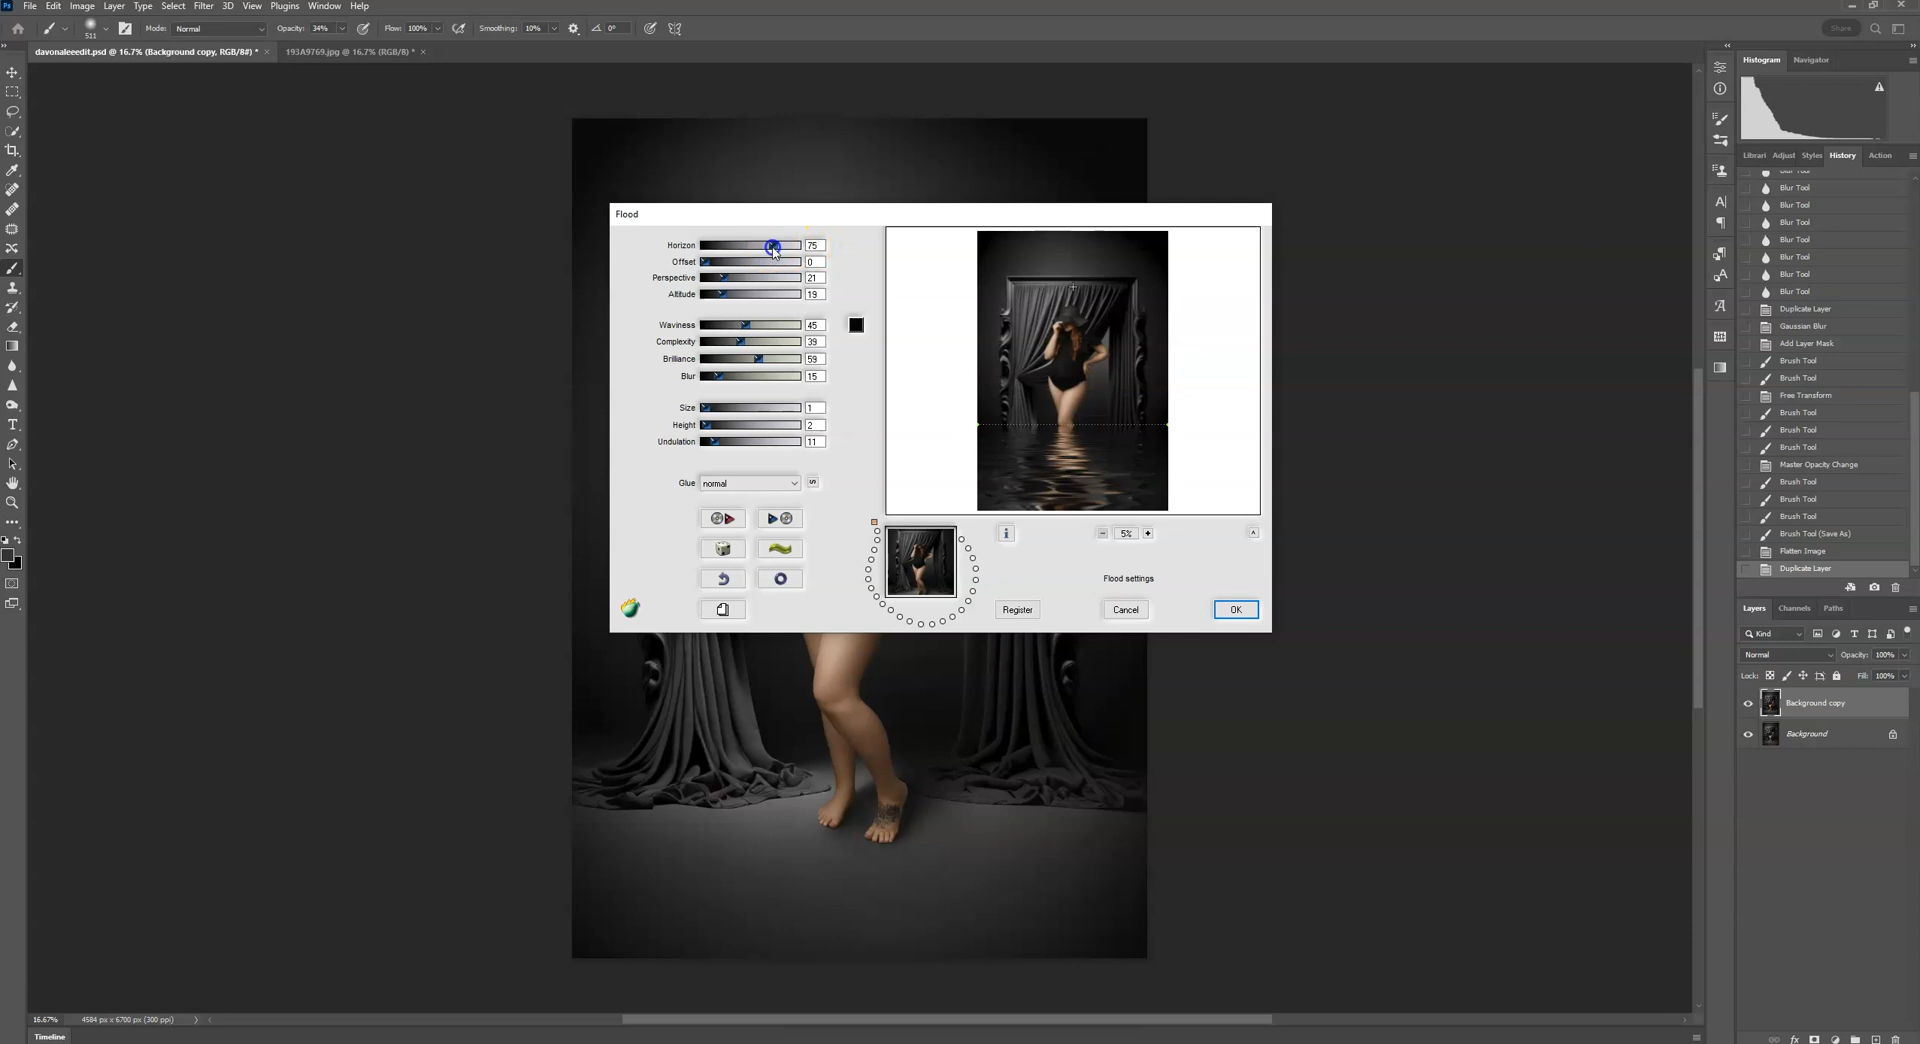 File Edit Image Layer Type Select Filter 3D View Plugins Window Help
511 Mode: Normal Opacity: 34% Flow: 100% Smoothing: 10% 0° Share
davonaleeedit.psd @ 16.7% (Background copy, RGB/8#) * × 193A9769.jpg @ 16.7% (RGB/8) * ×
Histogram Navigator
Librari Adjust Styles History Action
Blur Tool
Blur Tool
Blur Tool
Blur Tool
Blur Tool
Blur Tool
Blur Tool
Blur Tool
Duplicate Layer
Gaussian Blur
Add Layer Mask
Brush Tool
Brush Tool
Free Transform
Brush Tool
Brush Tool
Brush Tool
Master Opacity Change
Brush Tool
Brush Tool
Brush Tool
Brush Tool (Save As)
Flatten Image
Duplicate Layer
Flood
Horizon 75
Offset 0
Perspective 21
Altitude 19
Waviness 45
Complexity 39
Brilliance 59
Blur 15
Size 1
Height 2
Undulation 11
Glue normal S
5%
Flood settings
Register Cancel OK
Layers Channels Paths
Kind
Normal Opacity: 100%
Lock: Fill: 100%
Background copy
Background
16.67% 4584 px x 6700 px (300 ppi)
Timeline